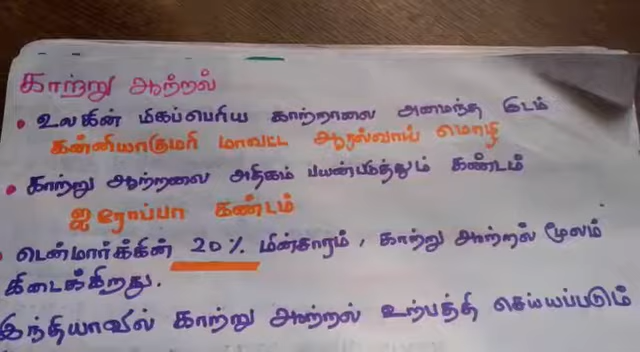 காற்று ஆற்றல்
• உலகின் மிகப்பெரிய காற்றாலை அமைந்த இடம்
கன்னியாகுமரி மாவட்ட ஆரல்வாய் மொழி
• காற்று ஆற்றலை அதிகம் பயன்படுத்தும் கண்டம்
ஐரோப்பா கண்டம்
• டென்மார்க்கின் 20% மின்சாரம், காற்று ஆற்றல் மூலம்
கிடைக்கிறது.
இந்தியாவில் காற்று ஆற்றல் உற்பத்தி செய்யப்படும்